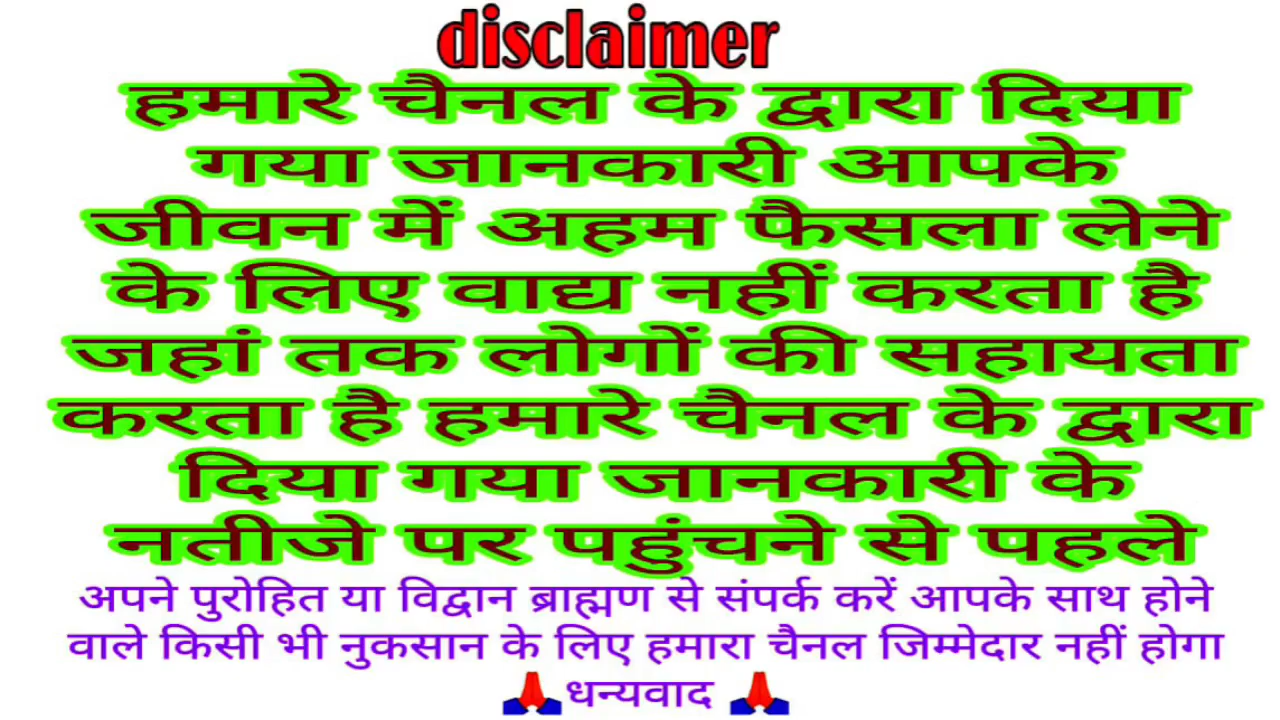 disclaimer
हमारे चैनल के द्वारा दिया
गया जानकारी आपके
जीवन में अहम फैसला लेने
के लिए वाद्य नहीं करता है
जहां तक लोगों की सहायता
करता है हमारे चैनल के द्वारा
दिया गया जानकारी के
नतीजे पर पहुंचने से पहले
अपने पुरोहित या विद्वान ब्राह्मण से संपर्क करें आपके साथ होने
वाले किसी भी नुकसान के लिए हमारा चैनल जिम्मेदार नहीं होगा
🙏धन्यवाद 🙏